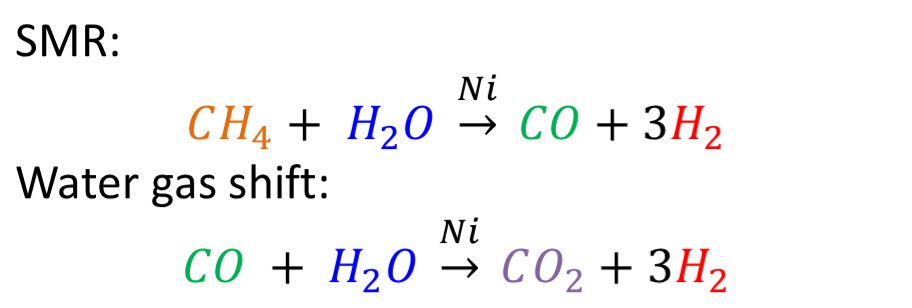 SMR:
Ni
CH₄ + H₂O → CO + 3H₂
Water gas shift:
Ni
CO + H₂O → CO₂ + 3H₂